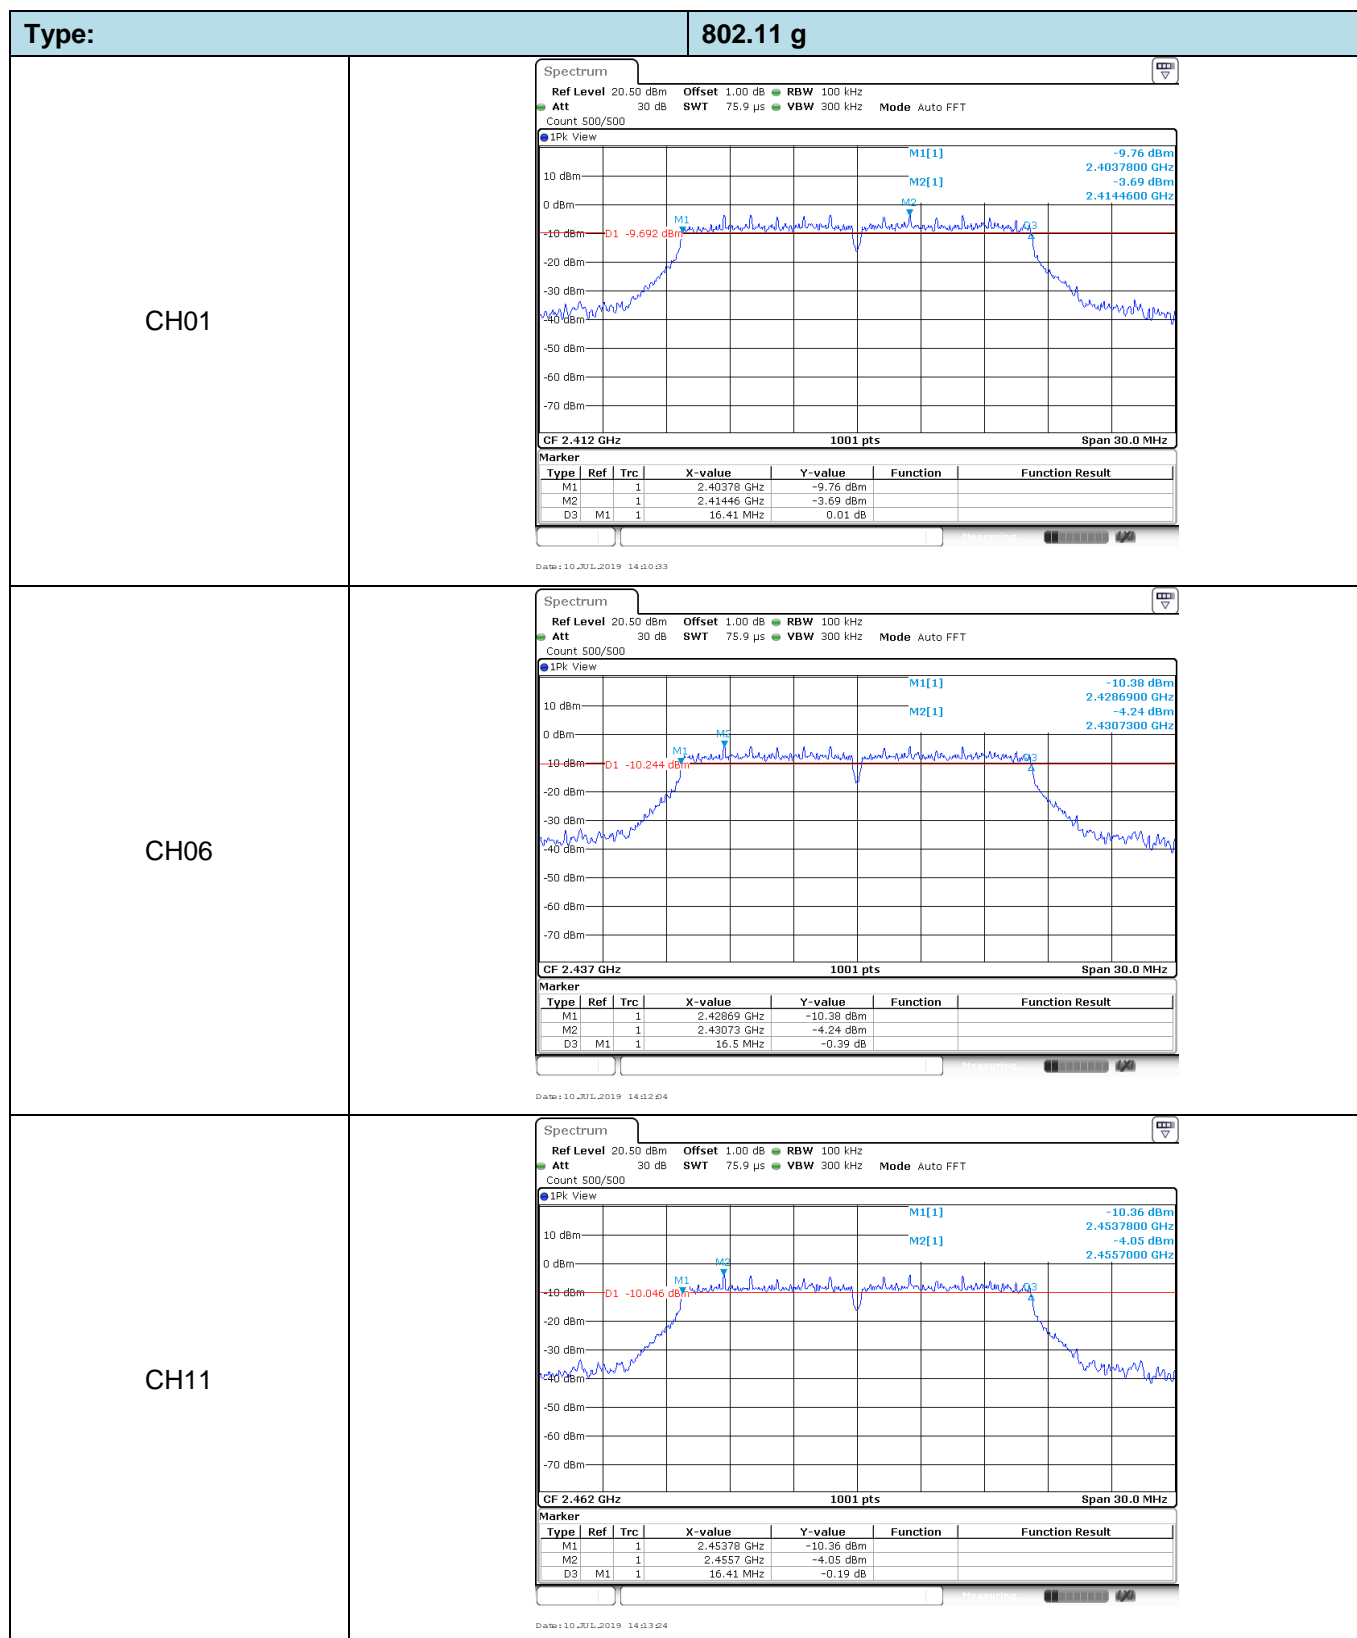 Type: 802.11 g
CH01
Spectrum
Ref Level 20.50 dBm Offset 1.00 dB RBW 100 kHz
Att 30 dB SWT 75.9 µs VBW 300 kHz Mode Auto FFT
Count 500/500
1Pk View
M1[1] -9.76 dBm
2.4037800 GHz
10 dBm
M2[1] -3.69 dBm
2.4144600 GHz
0 dBm
M2
M1
D3
-10 dBm
D1 -9.692 dBm
-20 dBm
-30 dBm
-40 dBm
-50 dBm
-60 dBm
-70 dBm
CF 2.412 GHz 1001 pts Span 30.0 MHz
Marker
Type Ref Trc X-value Y-value Function Function Result
M1 1 2.40378 GHz -9.76 dBm
M2 1 2.41446 GHz -3.69 dBm
D3 M1 1 16.41 MHz 0.01 dB
Measuring...
Date: 10.JUL.2019 14:10:33
CH06
Spectrum
Ref Level 20.50 dBm Offset 1.00 dB RBW 100 kHz
Att 30 dB SWT 75.9 µs VBW 300 kHz Mode Auto FFT
Count 500/500
1Pk View
M1[1] -10.38 dBm
2.4286900 GHz
10 dBm
M2[1] -4.24 dBm
2.4307300 GHz
0 dBm
M2
M1
D3
-10 dBm
D1 -10.244 dBm
-20 dBm
-30 dBm
-40 dBm
-50 dBm
-60 dBm
-70 dBm
CF 2.437 GHz 1001 pts Span 30.0 MHz
Marker
Type Ref Trc X-value Y-value Function Function Result
M1 1 2.42869 GHz -10.38 dBm
M2 1 2.43073 GHz -4.24 dBm
D3 M1 1 16.5 MHz -0.39 dB
Measuring...
Date: 10.JUL.2019 14:12:04
CH11
Spectrum
Ref Level 20.50 dBm Offset 1.00 dB RBW 100 kHz
Att 30 dB SWT 75.9 µs VBW 300 kHz Mode Auto FFT
Count 500/500
1Pk View
M1[1] -10.36 dBm
2.4537800 GHz
10 dBm
M2[1] -4.05 dBm
2.4557000 GHz
0 dBm
M2
M1
D3
-10 dBm
D1 -10.046 dBm
-20 dBm
-30 dBm
-40 dBm
-50 dBm
-60 dBm
-70 dBm
CF 2.462 GHz 1001 pts Span 30.0 MHz
Marker
Type Ref Trc X-value Y-value Function Function Result
M1 1 2.45378 GHz -10.36 dBm
M2 1 2.4557 GHz -4.05 dBm
D3 M1 1 16.41 MHz -0.19 dB
Measuring...
Date: 10.JUL.2019 14:13:24